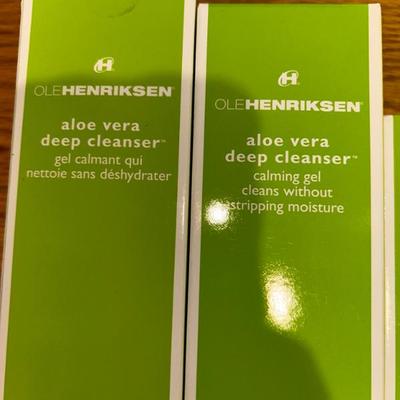 OLEHENRIKSEN®
aloe vera
deep cleanser™
gel calmant qui
nettoie sans déshydrater
OLEHENRIKSEN®
aloe vera
deep cleanser™
calming gel
cleans without
stripping moisture